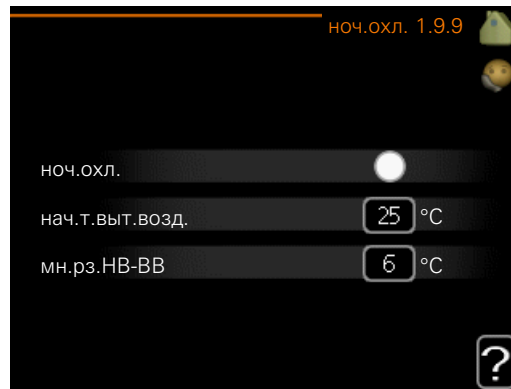 ноч.охл. 1.9.9
ноч.охл.
нач.т.выт.возд. 25 °C
мн.рз.НВ-ВВ 6 °C
?